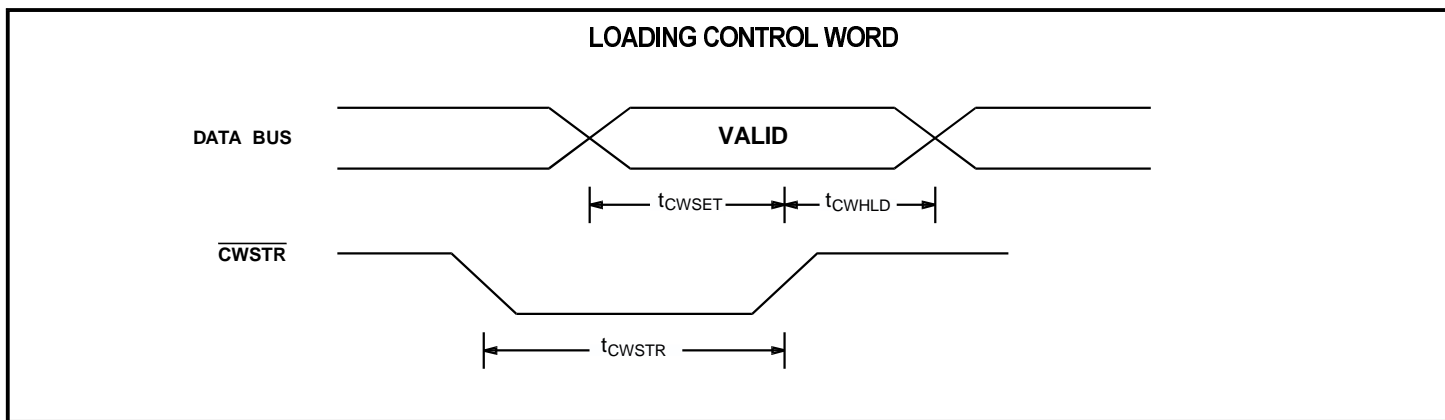 LOADING CONTROL WORD
DATA BUS
VALID
tCWSET
tCWHLD
CWSTR
tCWSTR